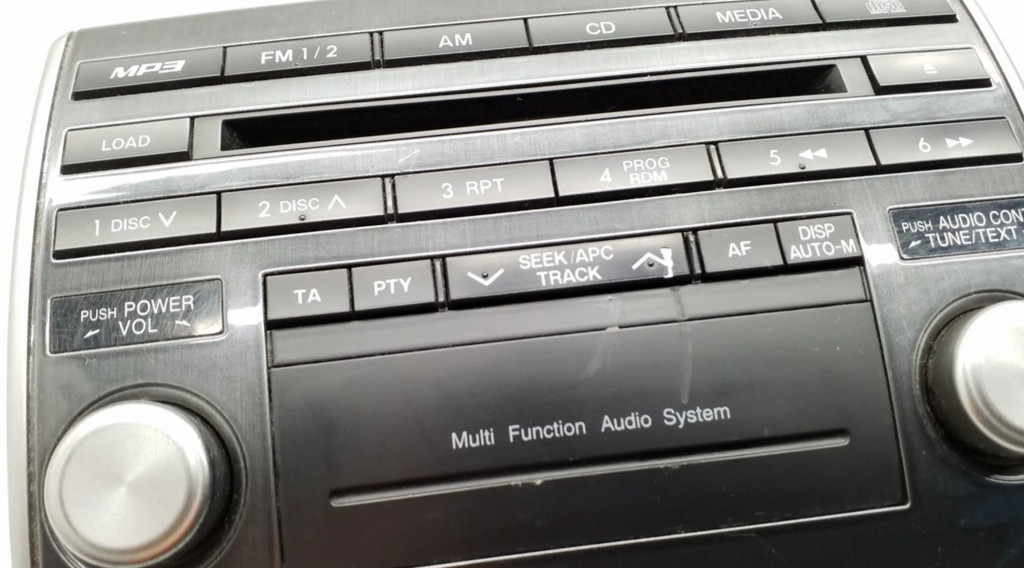 MP3 FM 1/2 AM CD MEDIA
LOAD
1 DISC ∨ 2 DISC ∧ 3 RPT 4 PROG RDM 5 ◀◀ 6 ▶▶
PUSH AUDIO CON
TUNE/TEXT
TA PTY SEEK/APC TRACK AF DISP AUTO-M
PUSH POWER
VOL
Multi Function Audio System